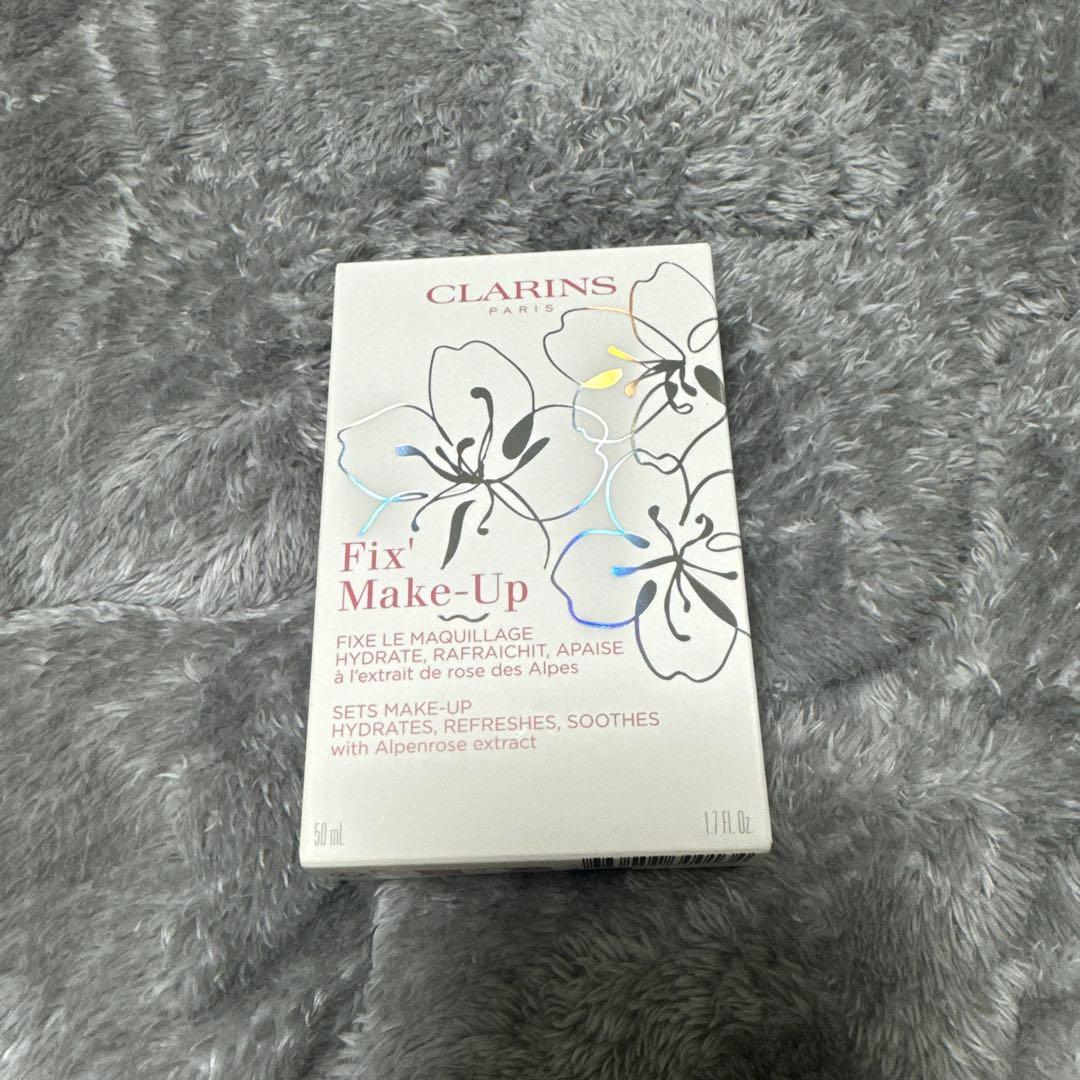 CLARINS
PARIS
Fix'
Make-Up
FIXE LE MAQUILLAGE
HYDRATE, RAFRAICHIT, APAISE
à l'extrait de rose des Alpes
SETS MAKE-UP
HYDRATES, REFRESHES, SOOTHES
with Alpenrose extract
50 mL
1.7 Fl. Oz.